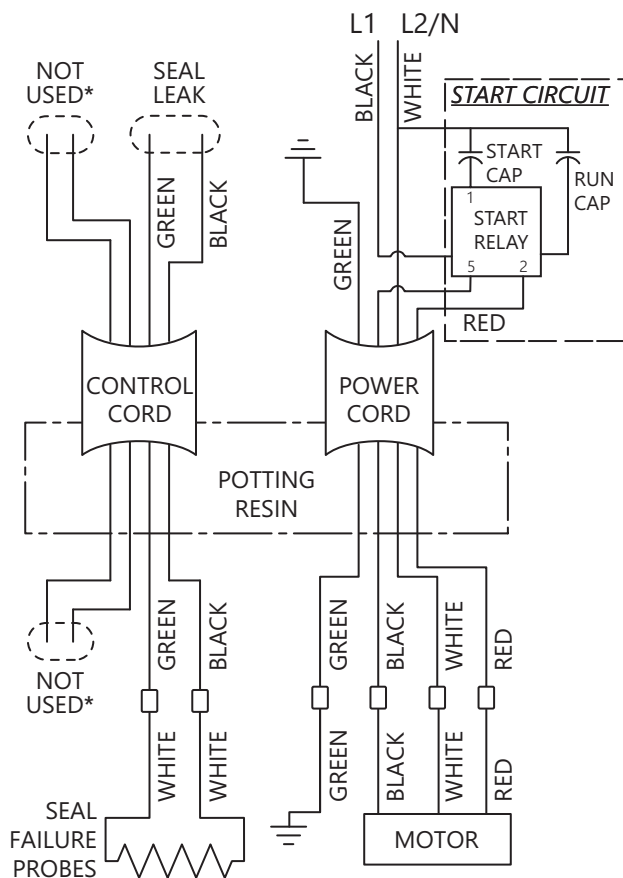 L1 L2/N
NOT
USED*
SEAL
LEAK
BLACK
WHITE
START CIRCUIT
START
CAP
RUN
CAP
1
START
RELAY
5 2
GREEN
BLACK
GREEN
RED
CONTROL
CORD
POWER
CORD
POTTING
RESIN
NOT
USED*
GREEN
BLACK
GREEN
BLACK
WHITE
RED
WHITE
WHITE
GREEN
BLACK
WHITE
RED
SEAL
FAILURE
PROBES
MOTOR